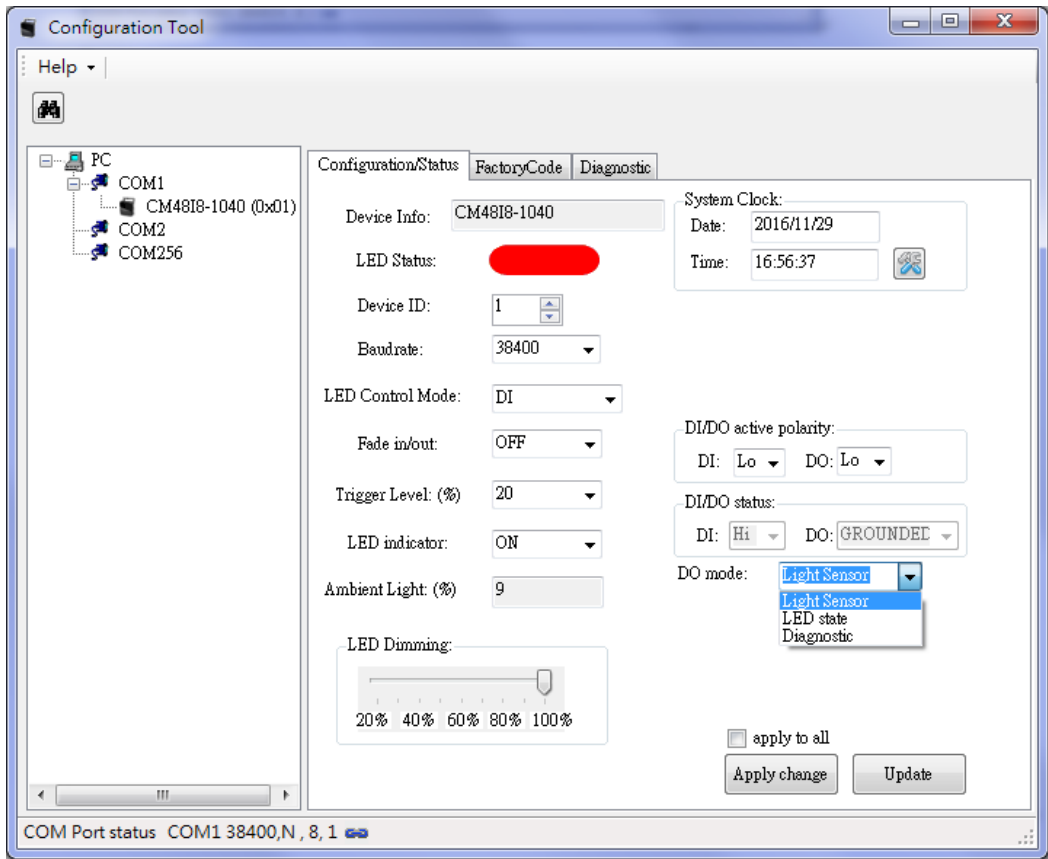 Configuration Tool
Help
PC
COM1
CM48I8-1040 (0x01)
COM2
COM256
Configuration/Status
FactoryCode
Diagnostic
Device Info: CM48I8-1040
LED Status:
Device ID: 1
Baudrate: 38400
LED Control Mode: DI
Fade in/out: OFF
Trigger Level: (%) 20
LED indicator: ON
Ambient Light: (%) 9
LED Dimming:
20% 40% 60% 80% 100%
System Clock:
Date: 2016/11/29
Time: 16:56:37
DI/DO active polarity:
DI: Lo DO: Lo
DI/DO status:
DI: Hi DO: GROUNDED
DO mode: Light Sensor
Light Sensor
LED state
Diagnostic
apply to all
Apply change
Update
COM Port status COM1 38400,N , 8, 1